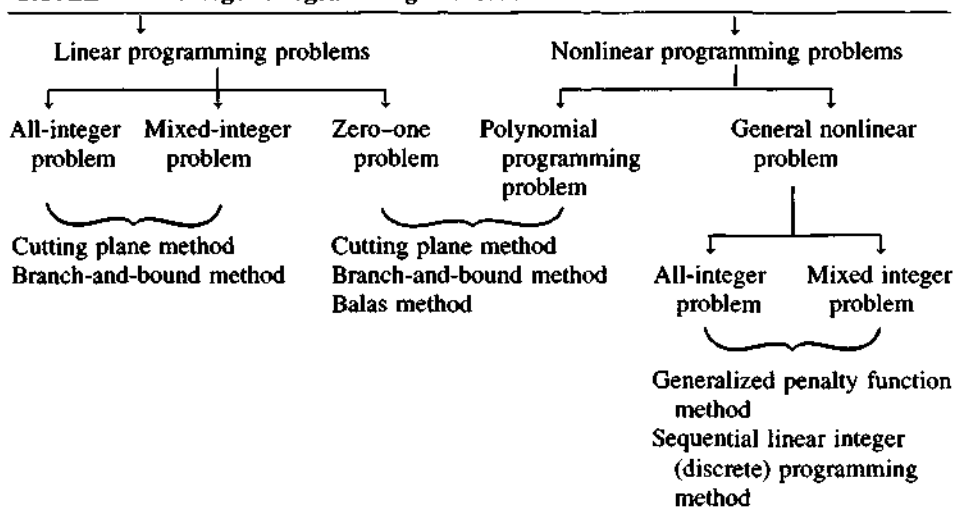 Linear programming problems
Nonlinear programming problems
All-integer
problem
Mixed-integer
problem
Zero–one
problem
Polynomial
programming
problem
General nonlinear
problem
Cutting plane method
Branch-and-bound method
Cutting plane method
Branch-and-bound method
Balas method
All-integer
problem
Mixed integer
problem
Generalized penalty function
method
Sequential linear integer
(discrete) programming
method